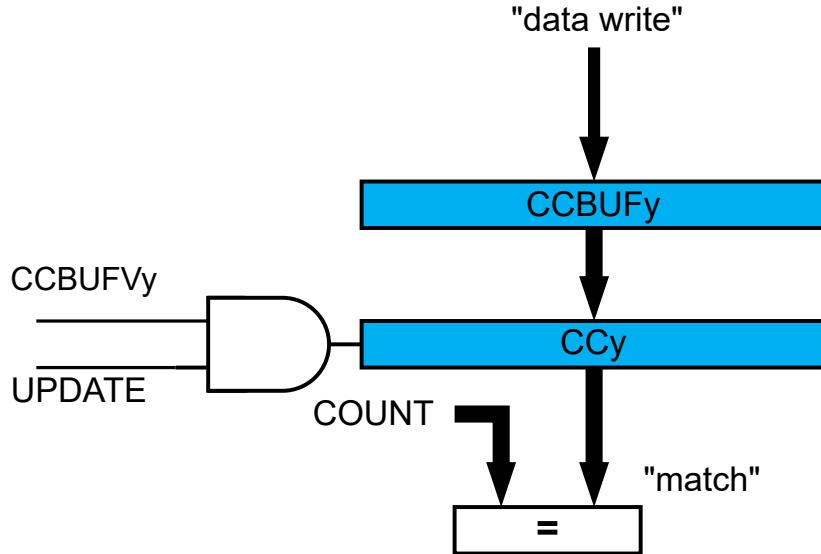 "data write"
CCBUFy
CCBUFVy
CCy
UPDATE
COUNT
"match"
=